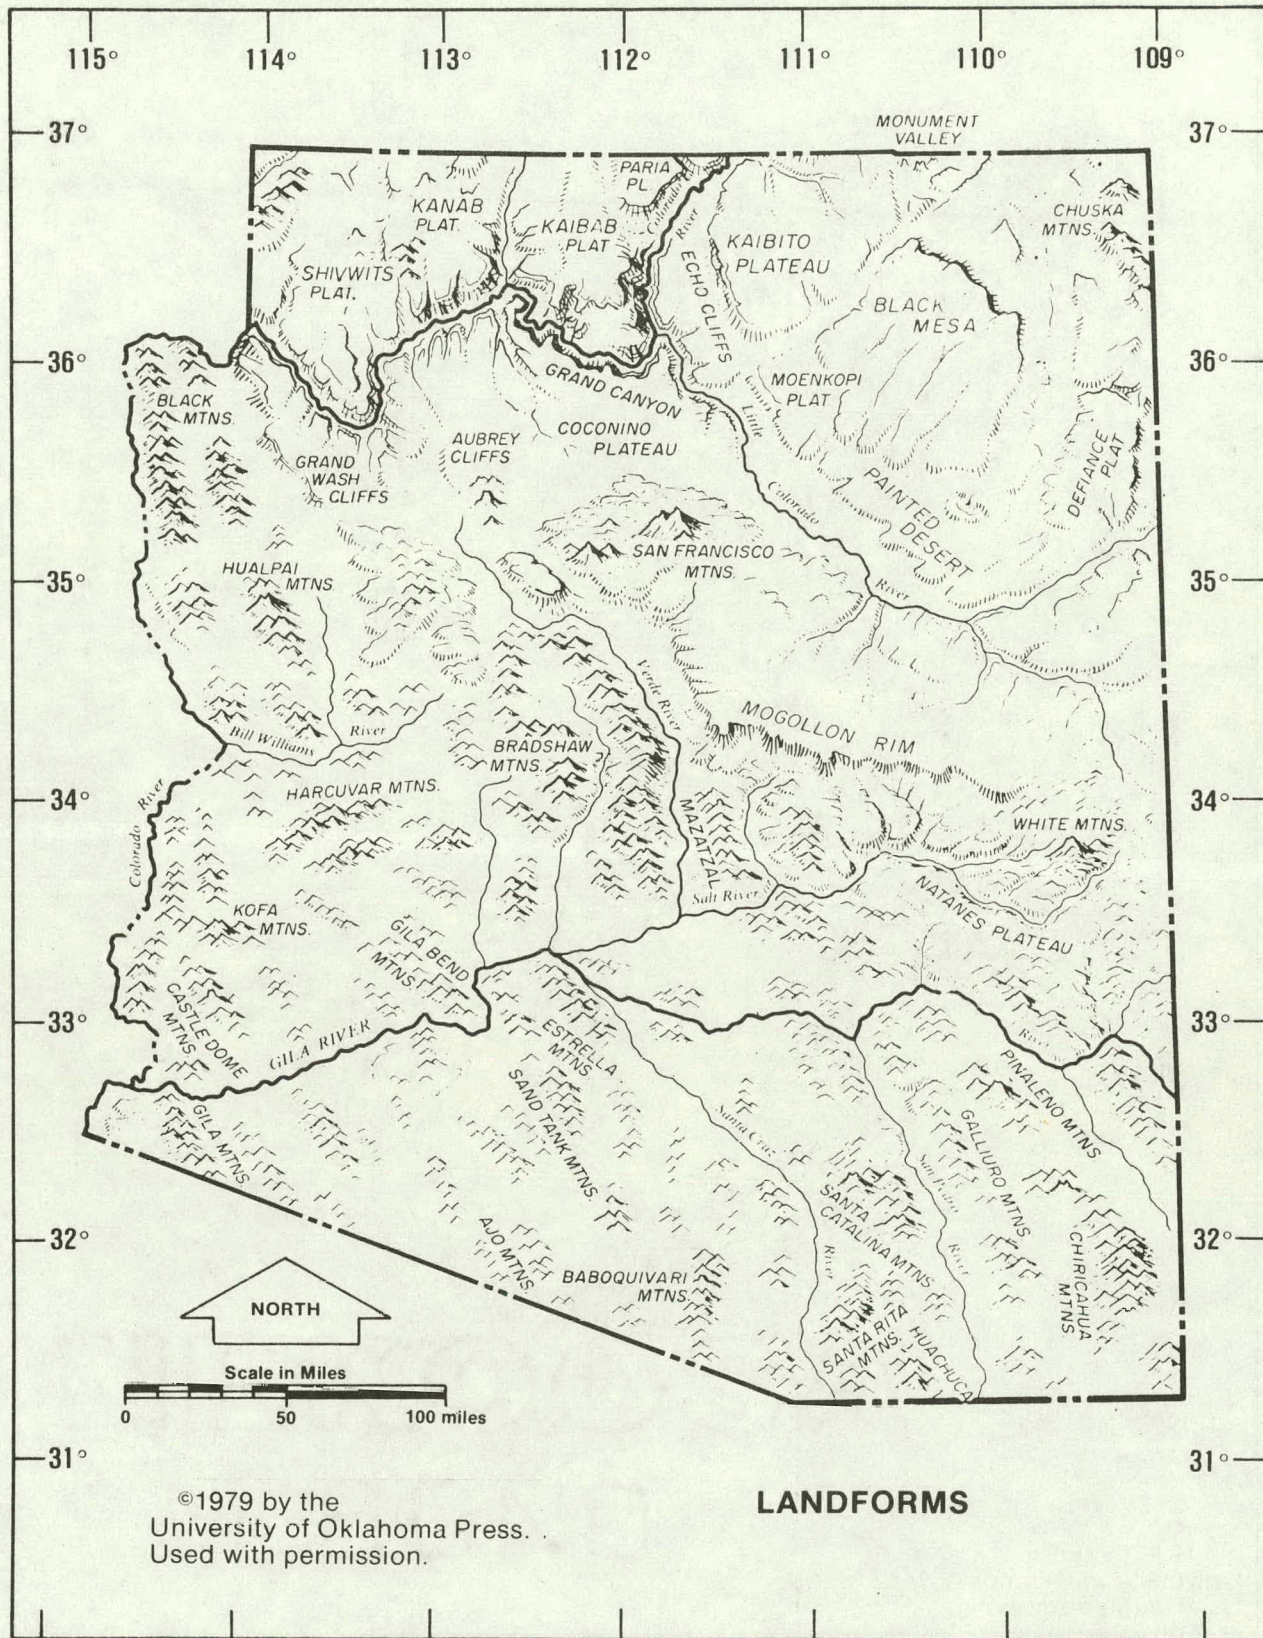 115° 114° 113° 112° 111° 110° 109°
37° 37°
MONUMENT
VALLEY
PARIA
PL
Colorado
River
KANAB
PLAT.
KAIBAB
PLAT
KAIBITO
PLATEAU
CHUSKA
MTNS.
SHIVWITS
PLAT.
ECHO CLIFFS
BLACK
MESA
36° 36°
GRAND CANYON
MOENKOPI
PLAT
BLACK
MTNS.
COCONINO
PLATEAU
AUBREY
CLIFFS
Little
Colorado
River
GRAND
WASH
CLIFFS
PAINTED
DESERT
DEFIANCE
PLAT
SAN FRANCISCO
MTNS.
HUALPAI
MTNS.
35° 35°
Verde River
MOGOLLON RIM
Bill Williams River
BRADSHAW
MTNS.
HARCUVAR MTNS.
34° 34°
Colorado River
MAZATZAL
WHITE MTNS.
Salt River
NATANES PLATEAU
KOFA
MTNS.
GILA BEND
MTNS
CASTLE DOME
MTNS
33° 33°
GILA RIVER
River
ESTRELLA
MTNS
SAND TANK MTNS.
PINALENO MTNS
GILA MTNS
Santa Cruz
River
GALLIURO MTNS
San Pedro
River
SANTA
CATALINA MTNS
32° 32°
AJO MTNS.
BABOQUIVARI
MTNS.
CHIRICAHUA
MTNS
SANTA RITA
MTNS.
HUACHUCA
NORTH
Scale in Miles
0 50 100 miles
31° 31°
©1979 by the
University of Oklahoma Press. .
Used with permission.
LANDFORMS